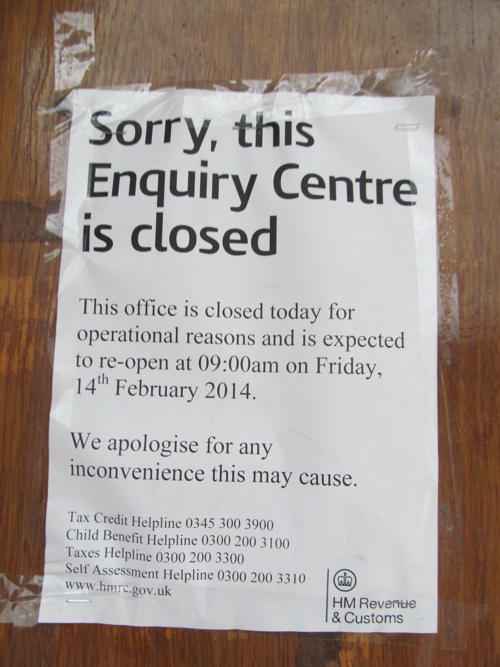 Sorry, this
Enquiry Centre
is closed
This office is closed today for
operational reasons and is expected
to re-open at 09:00am on Friday,
14th February 2014.
We apologise for any
inconvenience this may cause.
Tax Credit Helpline 0345 300 3900
Child Benefit Helpline 0300 200 3100
Taxes Helpline 0300 200 3300
Self Assessment Helpline 0300 200 3310
www.hmrc.gov.uk
HM Revenue
& Customs